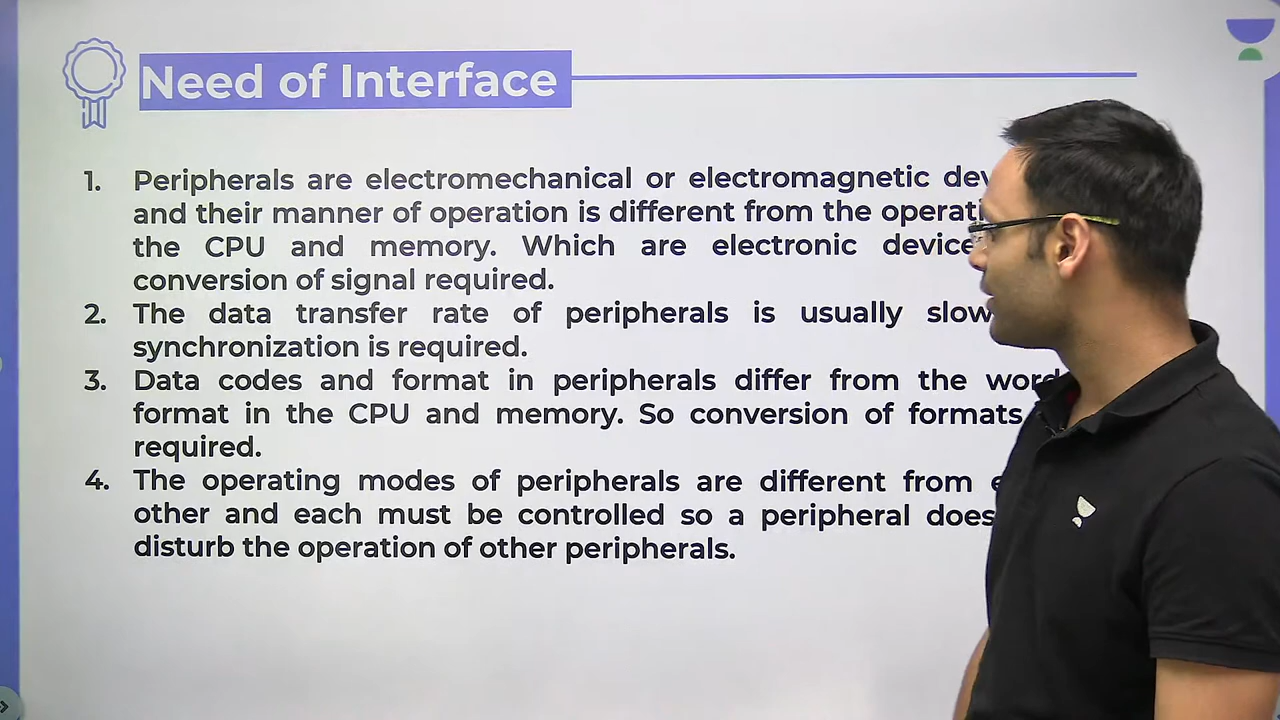 Need of Interface
1. Peripherals are electromechanical or electromagnetic
and their manner of operation is different from the
the CPU and memory. Which are electronic
conversion of signal required.
2. The data transfer rate of peripherals is usually
synchronization is required.
3. Data codes and format in peripherals differ from the word
format in the CPU and memory. So conversion of formats
required.
4. The operating modes of peripherals are different from
other and each must be controlled so a peripheral does
disturb the operation of other peripherals.